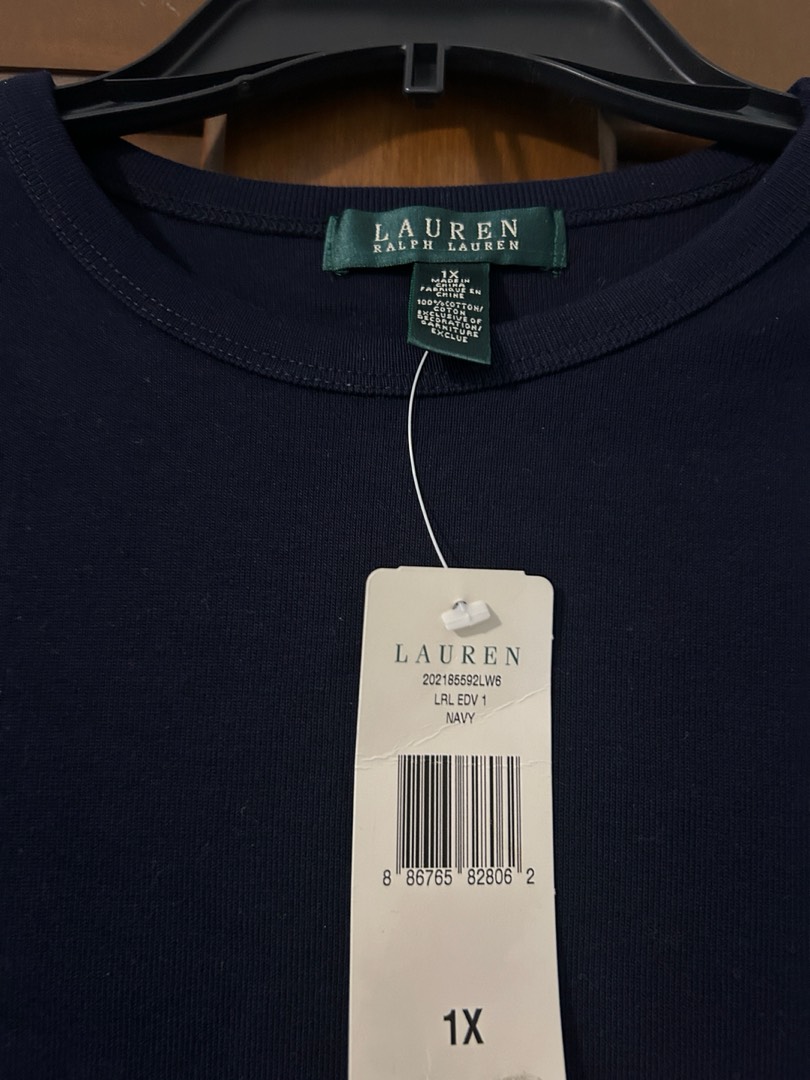 LAUREN
RALPH LAUREN
1X
MADE IN
CHINA
FABRIQUE EN
CHINE
100%COTTON/
COTON
EXCLUSIVE OF
DECORATION/
GARNITURE
EXCLUE
LAUREN
202185592LW6
LRL EDV 1
NAVY
8 86765 82806 2
1X